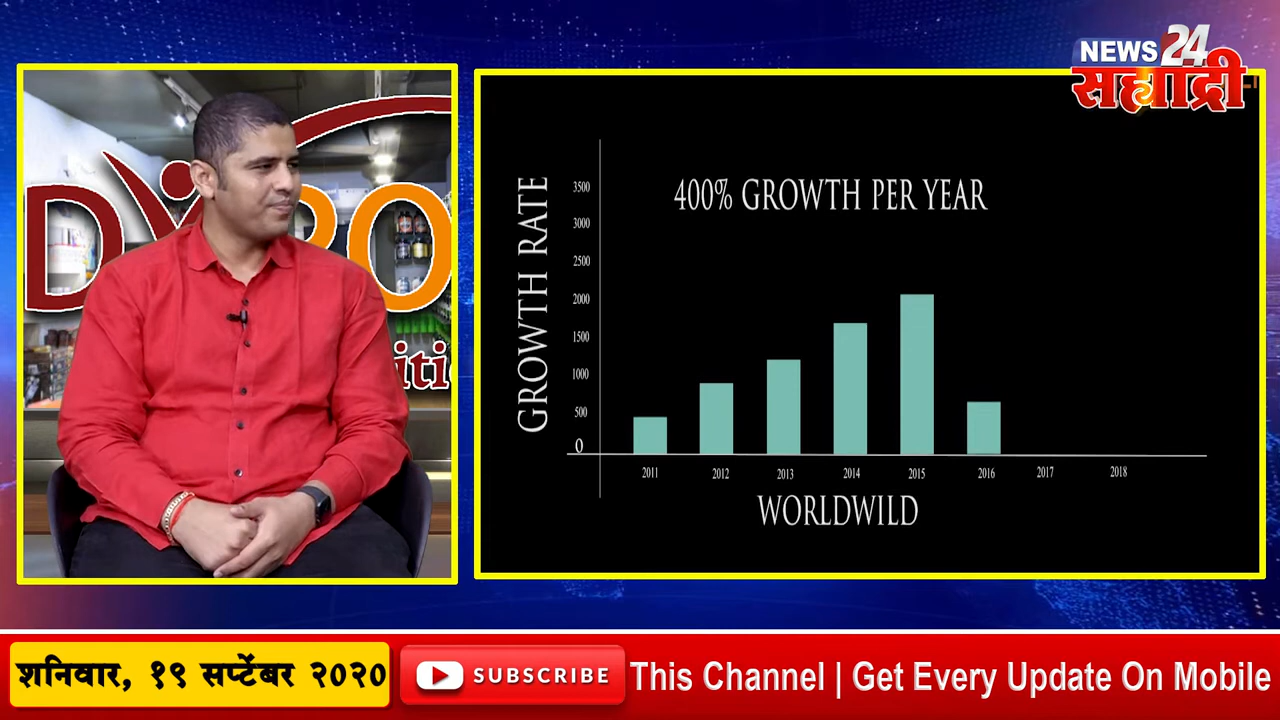 NEWS 24
सह्याद्री
400% GROWTH PER YEAR
GROWTH RATE
3500
3000
2500
2000
1500
1000
500
0
2011 2012 2013 2014 2015 2016 2017 2018
WORLDWILD
शनिवार, १९ सप्टेंबर २०२०
SUBSCRIBE
This Channel | Get Every Update On Mobile